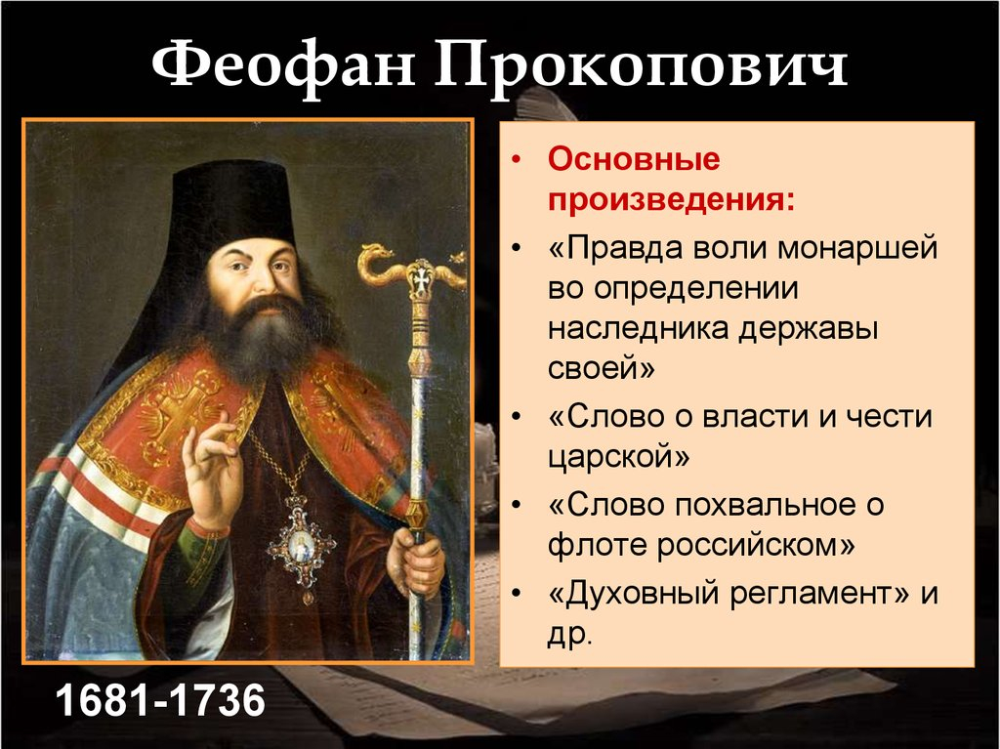 Феофан Прокопович
• Основные
произведения:
• «Правда воли монаршей
во определении
наследника державы
своей»
• «Слово о власти и чести
царской»
• «Слово похвальное о
флоте российском»
• «Духовный регламент» и
др.
1681-1736